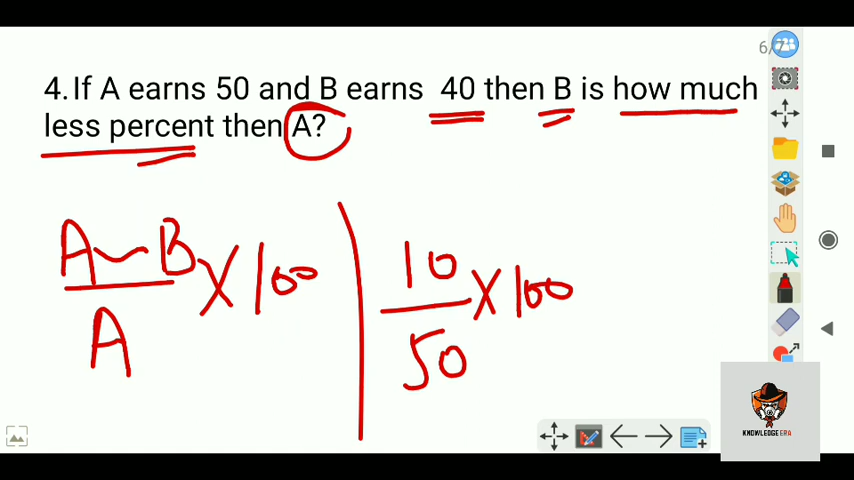 6/
4. If A earns 50 and B earns 40 then B is how much
less percent then A?
A~B
A
X 100
10
50
X 100
KNOWLEDGE ERA